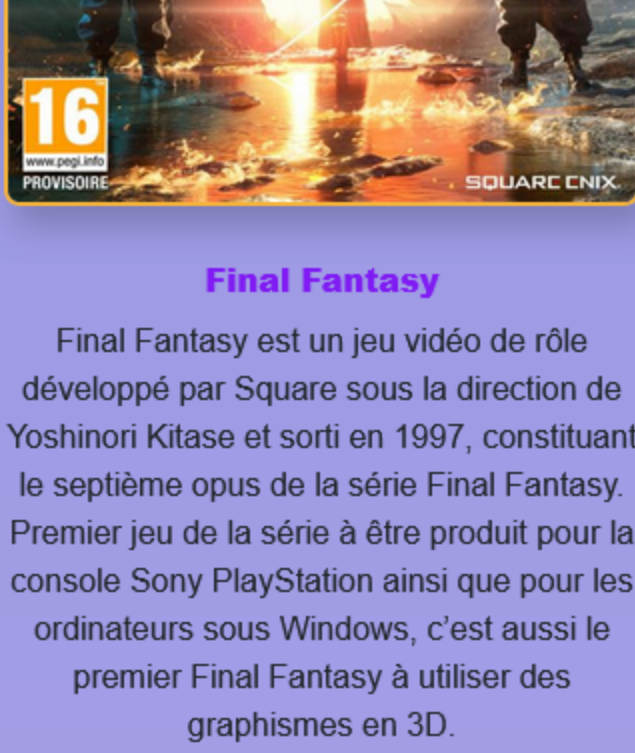 16
www.pegi.info
PROVISOIRE
SQUARE ENIX
Final Fantasy
Final Fantasy est un jeu vidéo de rôle
développé par Square sous la direction de
Yoshinori Kitase et sorti en 1997, constituant
le septième opus de la série Final Fantasy.
Premier jeu de la série à être produit pour la
console Sony PlayStation ainsi que pour les
ordinateurs sous Windows, c’est aussi le
premier Final Fantasy à utiliser des
graphismes en 3D.